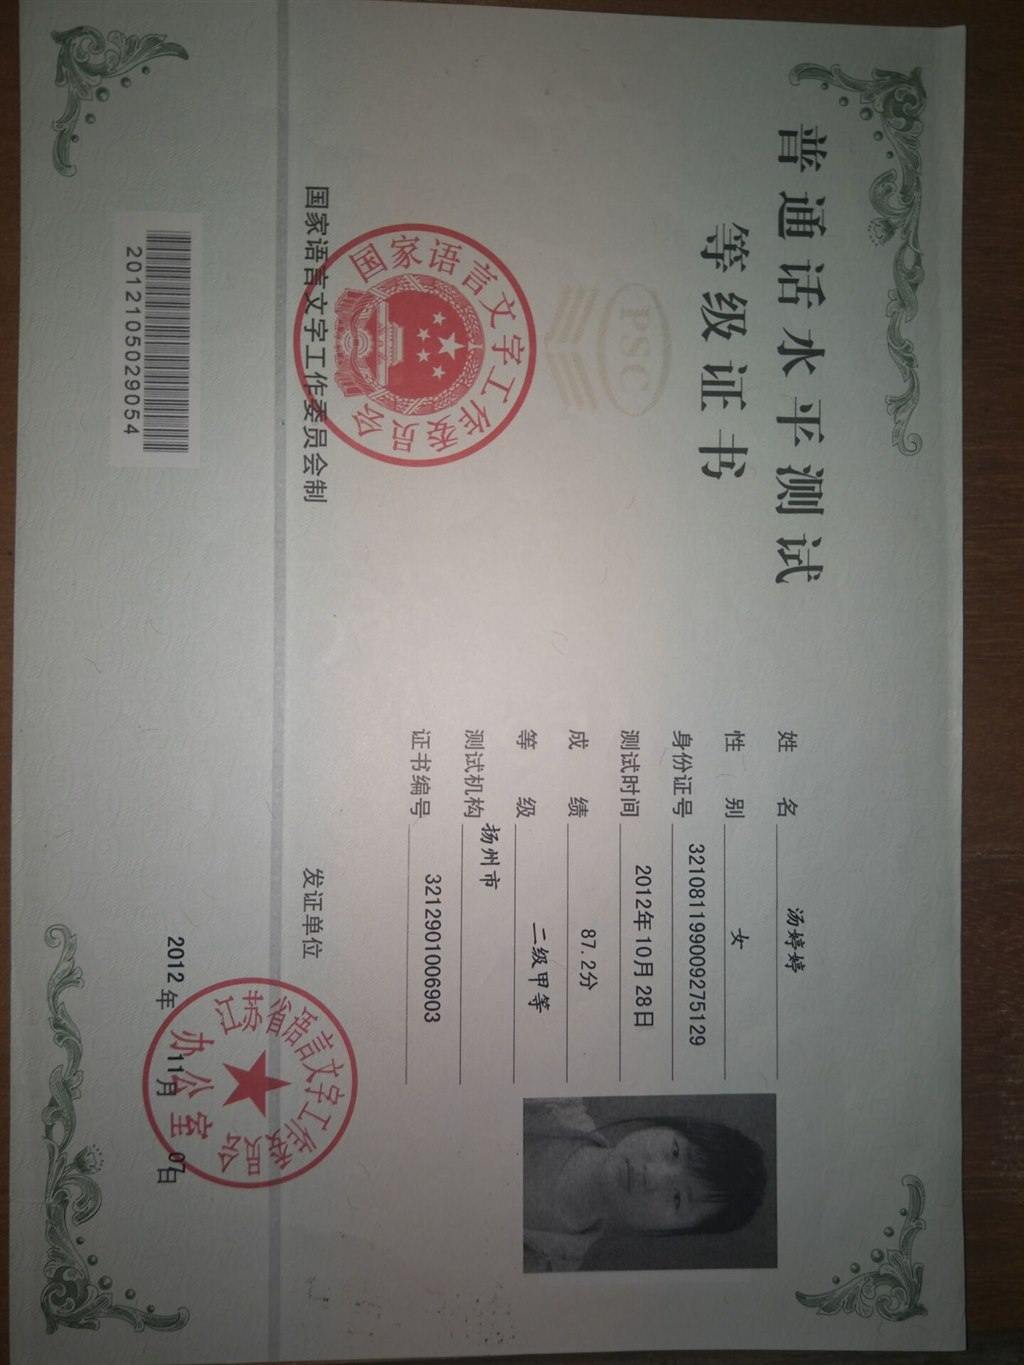 普通话水平测试
等级证书
PSC
国家语言文字工作委员会
国家语言文字工作委员会制
2012105029054
姓 名 汤婷婷
性 别 女
身份证号 321081199009275129
测试时间 2012年10月28日
成 绩 87.2分
等 级 二级甲等
测试机构 扬州市
证书编号 3212901006903
发证单位
江苏省语言文字工作委员会
办公室
2012 年 11月 07日